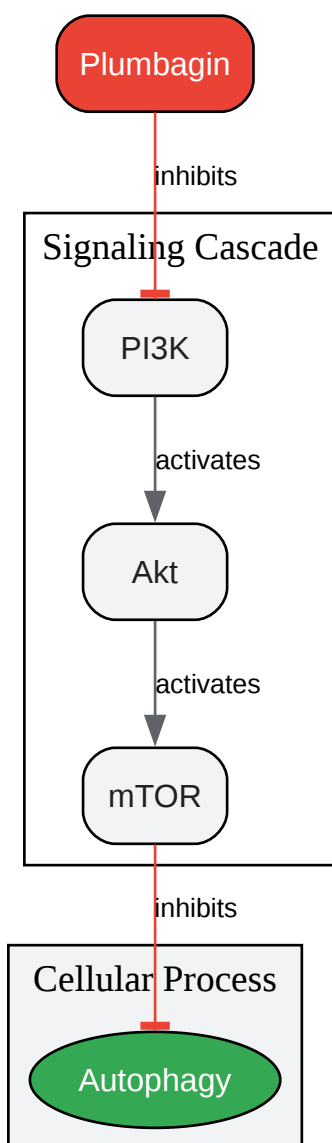 Plumbagin
inhibits
Signaling Cascade
PI3K
activates
Akt
activates
mTOR
inhibits
Cellular Process
Autophagy